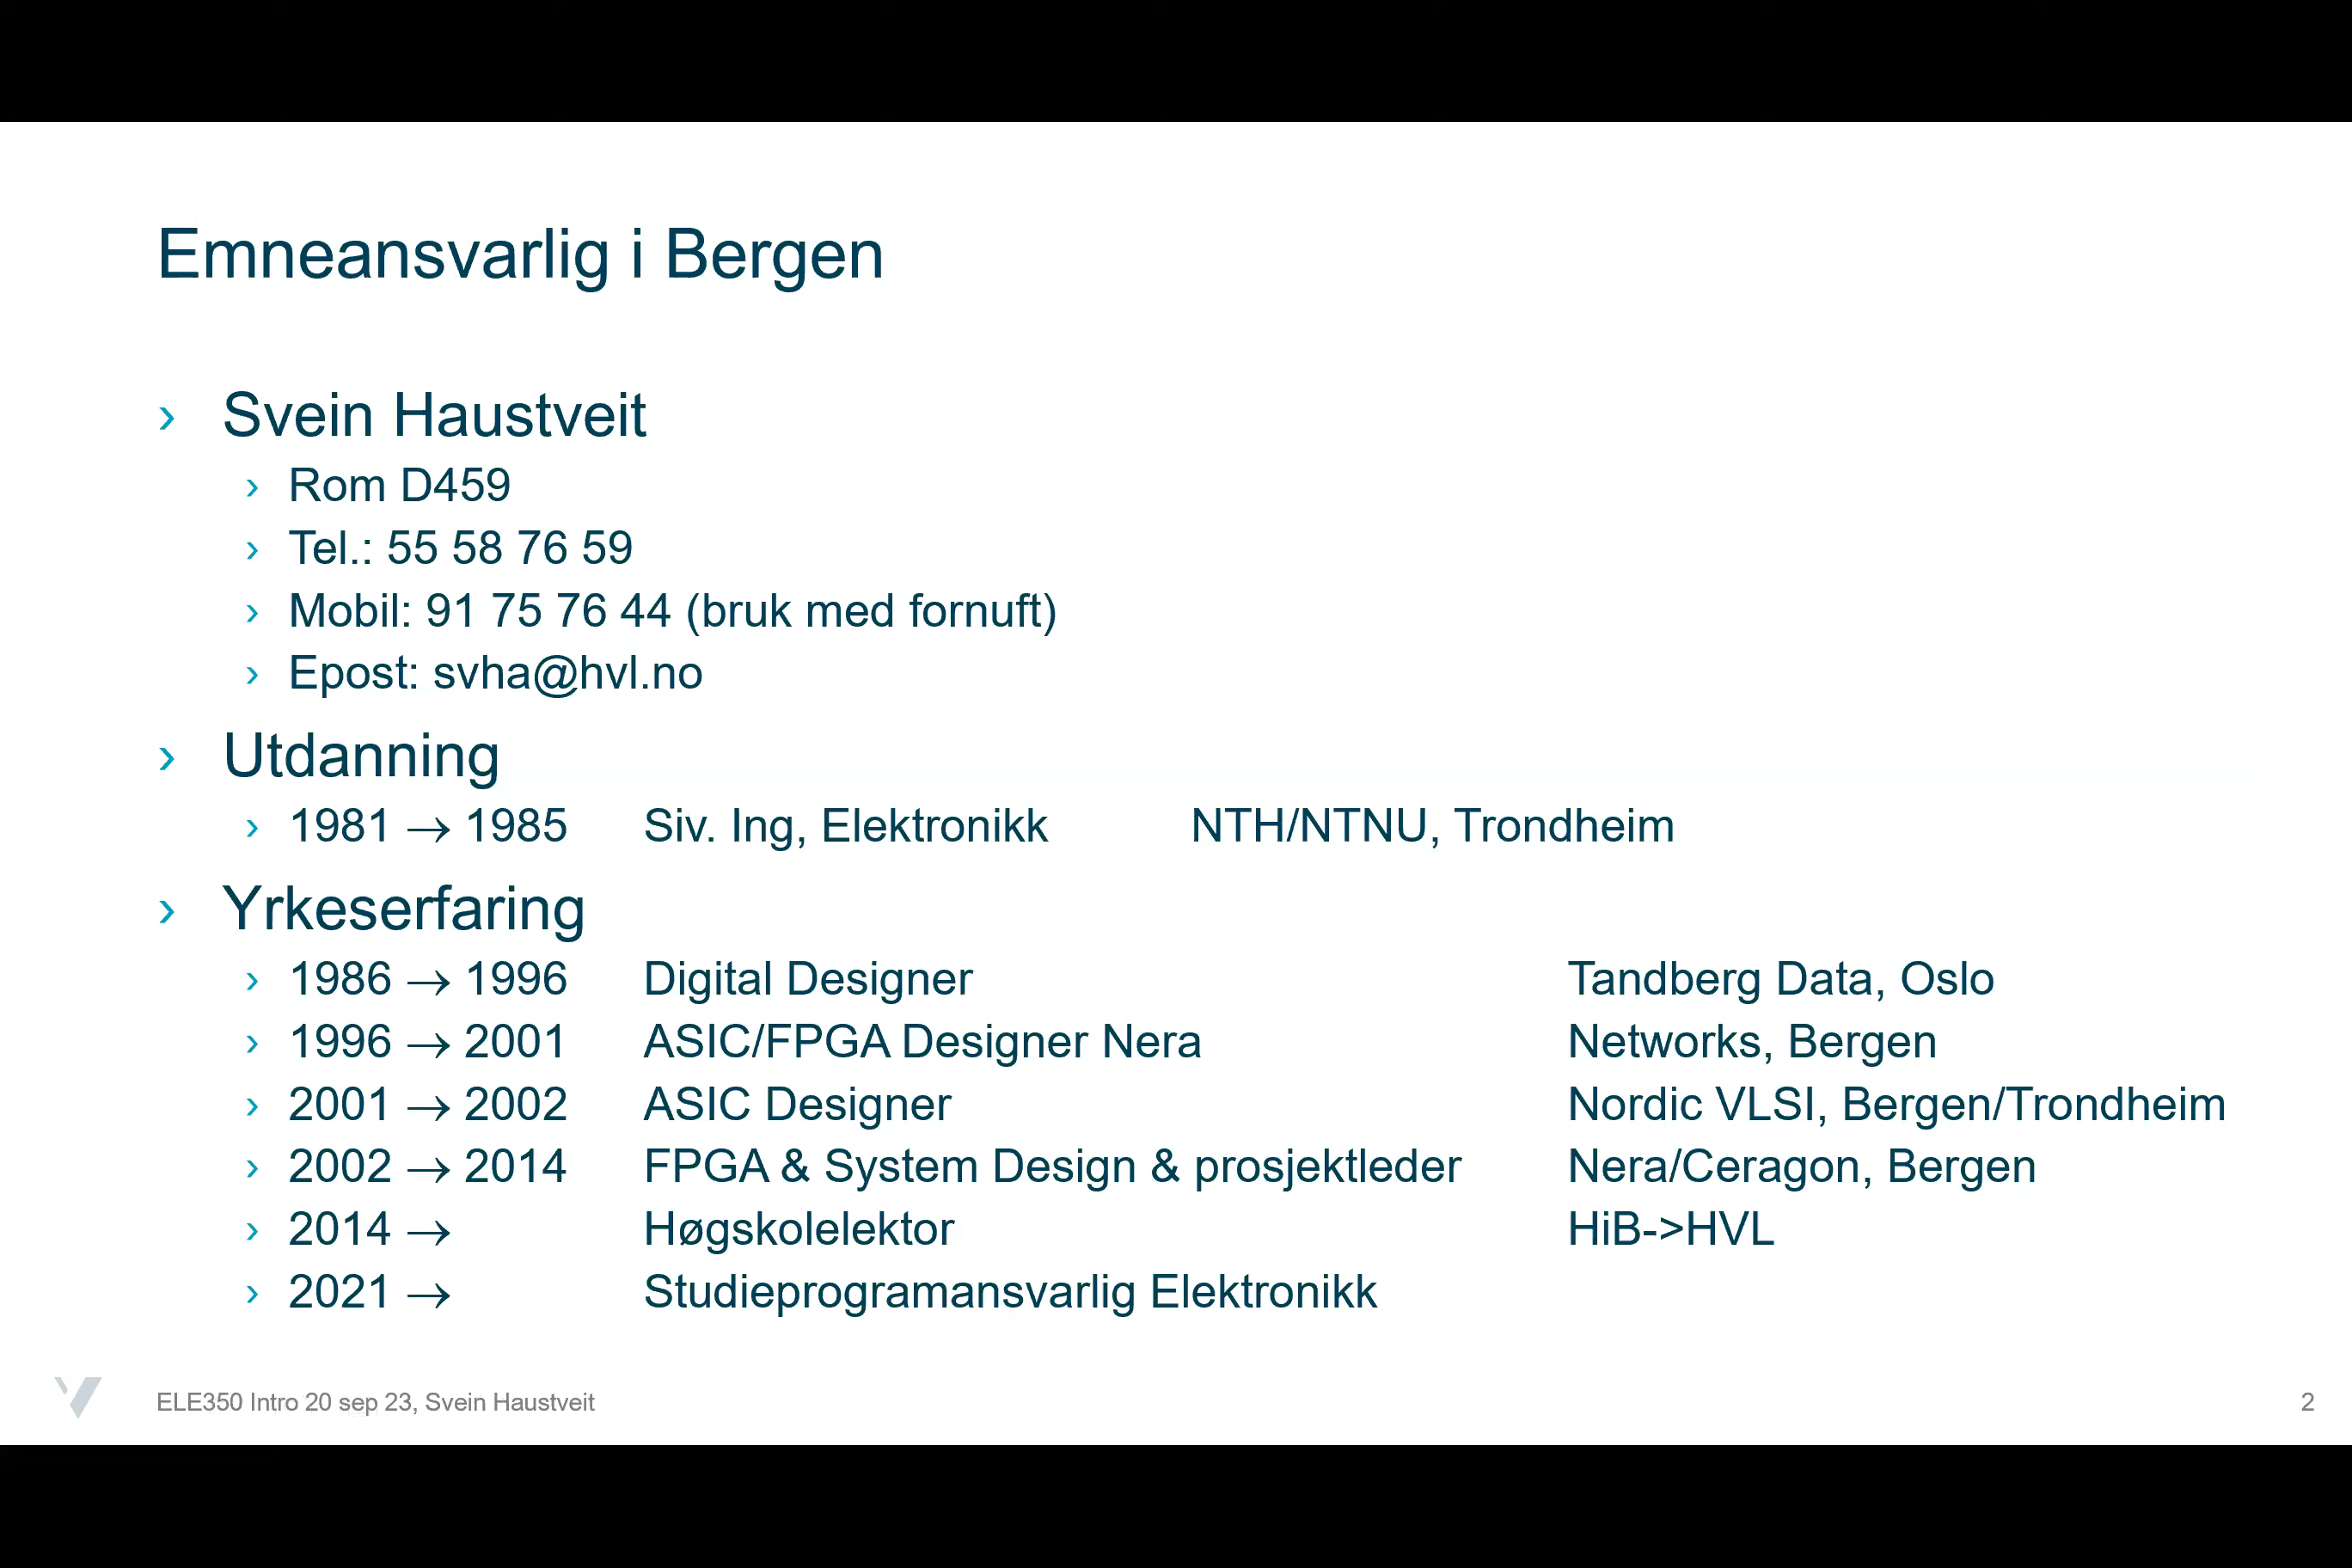 Emneansvarlig i Bergen
› Svein Haustveit
› Rom D459
› Tel.: 55 58 76 59
› Mobil: 91 75 76 44 (bruk med fornuft)
› Epost: svha@hvl.no
› Utdanning
› 1981 → 1985 Siv. Ing, Elektronikk NTH/NTNU, Trondheim
› Yrkeserfaring
› 1986 → 1996 Digital Designer Tandberg Data, Oslo
› 1996 → 2001 ASIC/FPGA Designer Nera Networks, Bergen
› 2001 → 2002 ASIC Designer Nordic VLSI, Bergen/Trondheim
› 2002 → 2014 FPGA & System Design & prosjektleder Nera/Ceragon, Bergen
› 2014 → Høgskolelektor HiB->HVL
› 2021 → Studieprogramansvarlig Elektronikk
ELE350 Intro 20 sep 23, Svein Haustveit 2